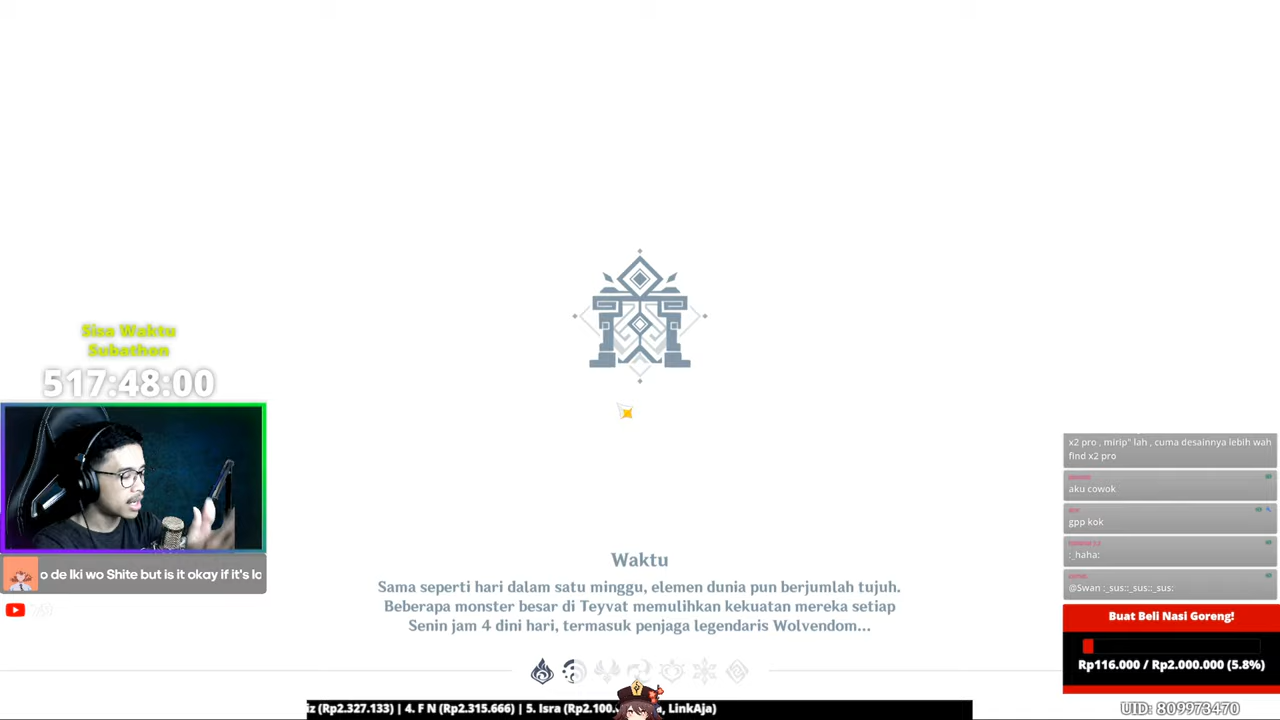 Sisa Waktu
Subathon
517:48:00
o de Iki wo Shite but is it okay if it's lo
Waktu
Sama seperti hari dalam satu minggu, elemen dunia pun berjumlah tujuh.
Beberapa monster besar di Teyvat memulihkan kekuatan mereka setiap
Senin jam 4 dini hari, termasuk penjaga legendaris Wolvendom...
x2 pro , mirip" lah , cuma desainnya lebih wah
find x2 pro
aku cowok
gpp kok
:_haha:
@Swan :_sus::_sus::_sus:
Buat Beli Nasi Goreng!
Rp116.000 / Rp2.000.000 (5.8%)
iz (Rp2.327.133) | 4. F N (Rp2.315.666) | 5. Isra (Rp2.100. a, LinkAja)
UID: 809973470